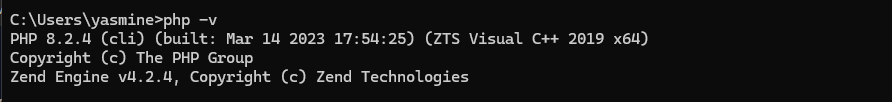 C:\Users\yasmine>php -v
PHP 8.2.4 (cli) (built: Mar 14 2023 17:54:25) (ZTS Visual C++ 2019 x64)
Copyright (c) The PHP Group
Zend Engine v4.2.4, Copyright (c) Zend Technologies